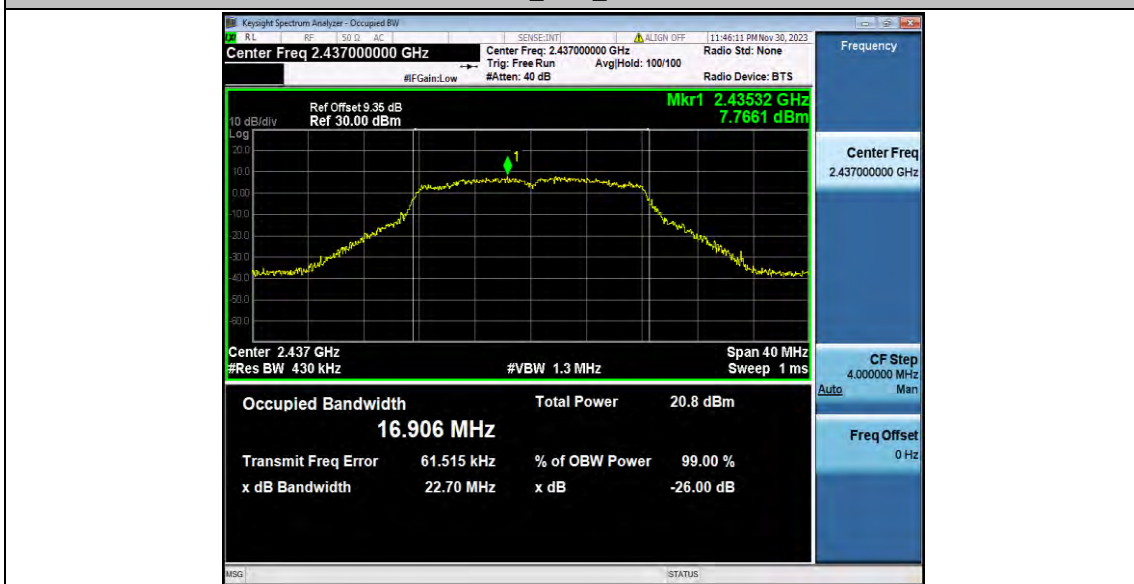 Keysight Spectrum Analyzer - Occupied BW
RL RF 50 Ω AC SENSE:INT ALIGN OFF 11:46:11 PM Nov 30, 2023
Center Freq 2.437000000 GHz
Center Freq: 2.437000000 GHz
Radio Std: None
Trig: Free Run Avg|Hold: 100/100
#IFGain:Low
#Atten: 40 dB
Radio Device: BTS
Frequency
Mkr1 2.43532 GHz
7.7661 dBm
Ref Offset 9.35 dB
10 dB/div Ref 30.00 dBm
Log
20.0
10.0
0.00
-10.0
-20.0
-30.0
-40.0
-50.0
-60.0
1
Center 2.437 GHz
Span 40 MHz
#Res BW 430 kHz
#VBW 1.3 MHz
Sweep 1 ms
Center Freq
2.437000000 GHz
CF Step
4.000000 MHz
Auto Man
Freq Offset
0 Hz
Occupied Bandwidth
Total Power 20.8 dBm
16.906 MHz
Transmit Freq Error 61.515 kHz % of OBW Power 99.00 %
x dB Bandwidth 22.70 MHz x dB -26.00 dB
MSG STATUS